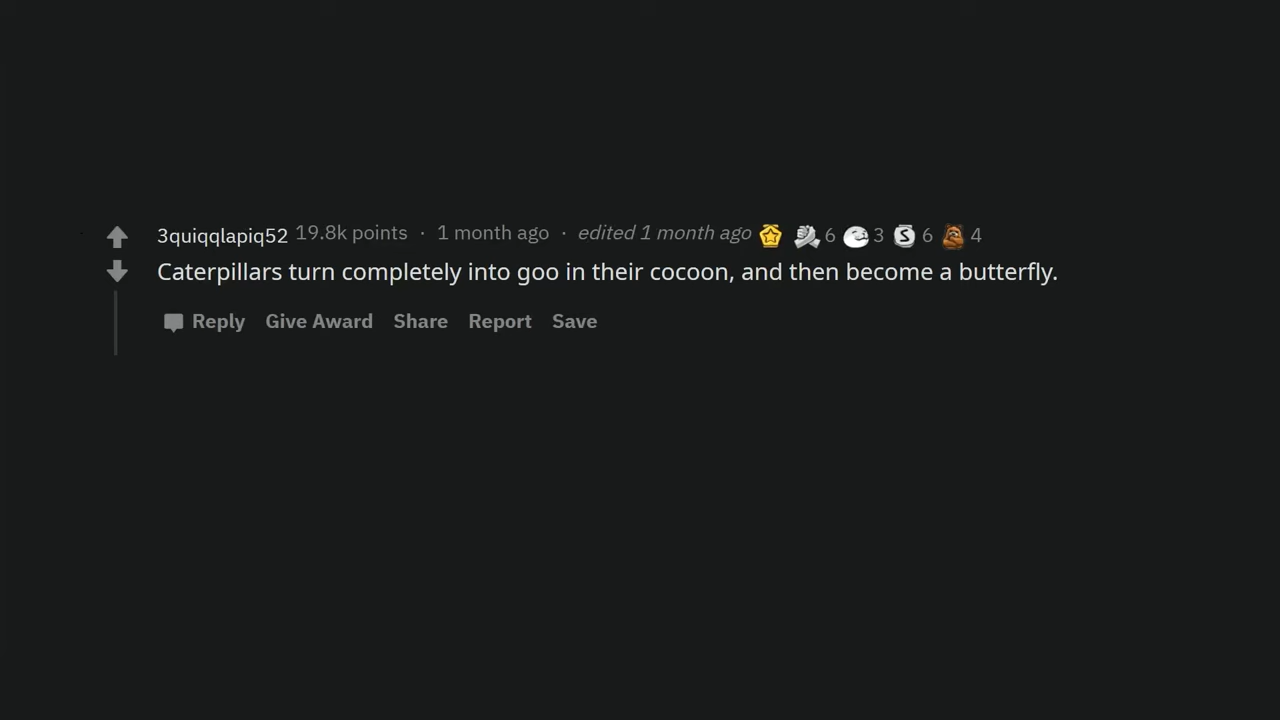 3quiqqlapiq52 19.8k points · 1 month ago · edited 1 month ago 6 3 S 6 4
Caterpillars turn completely into goo in their cocoon, and then become a butterfly.
Reply Give Award Share Report Save